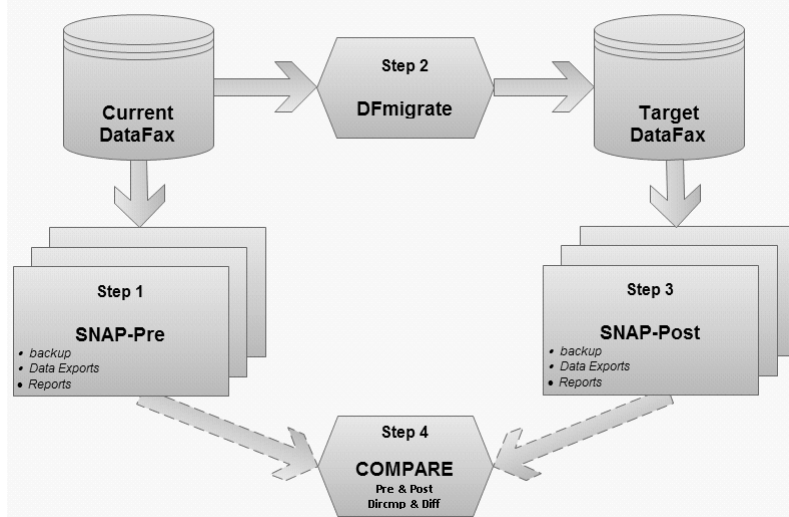 Current
DataFax
Step 2
DFmigrate
Target
DataFax
Step 1
SNAP-Pre
• backup
• Data Exports
• Reports
Step 3
SNAP-Post
• backup
• Data Exports
• Reports
Step 4
COMPARE
Pre & Post
Dircmp & Diff